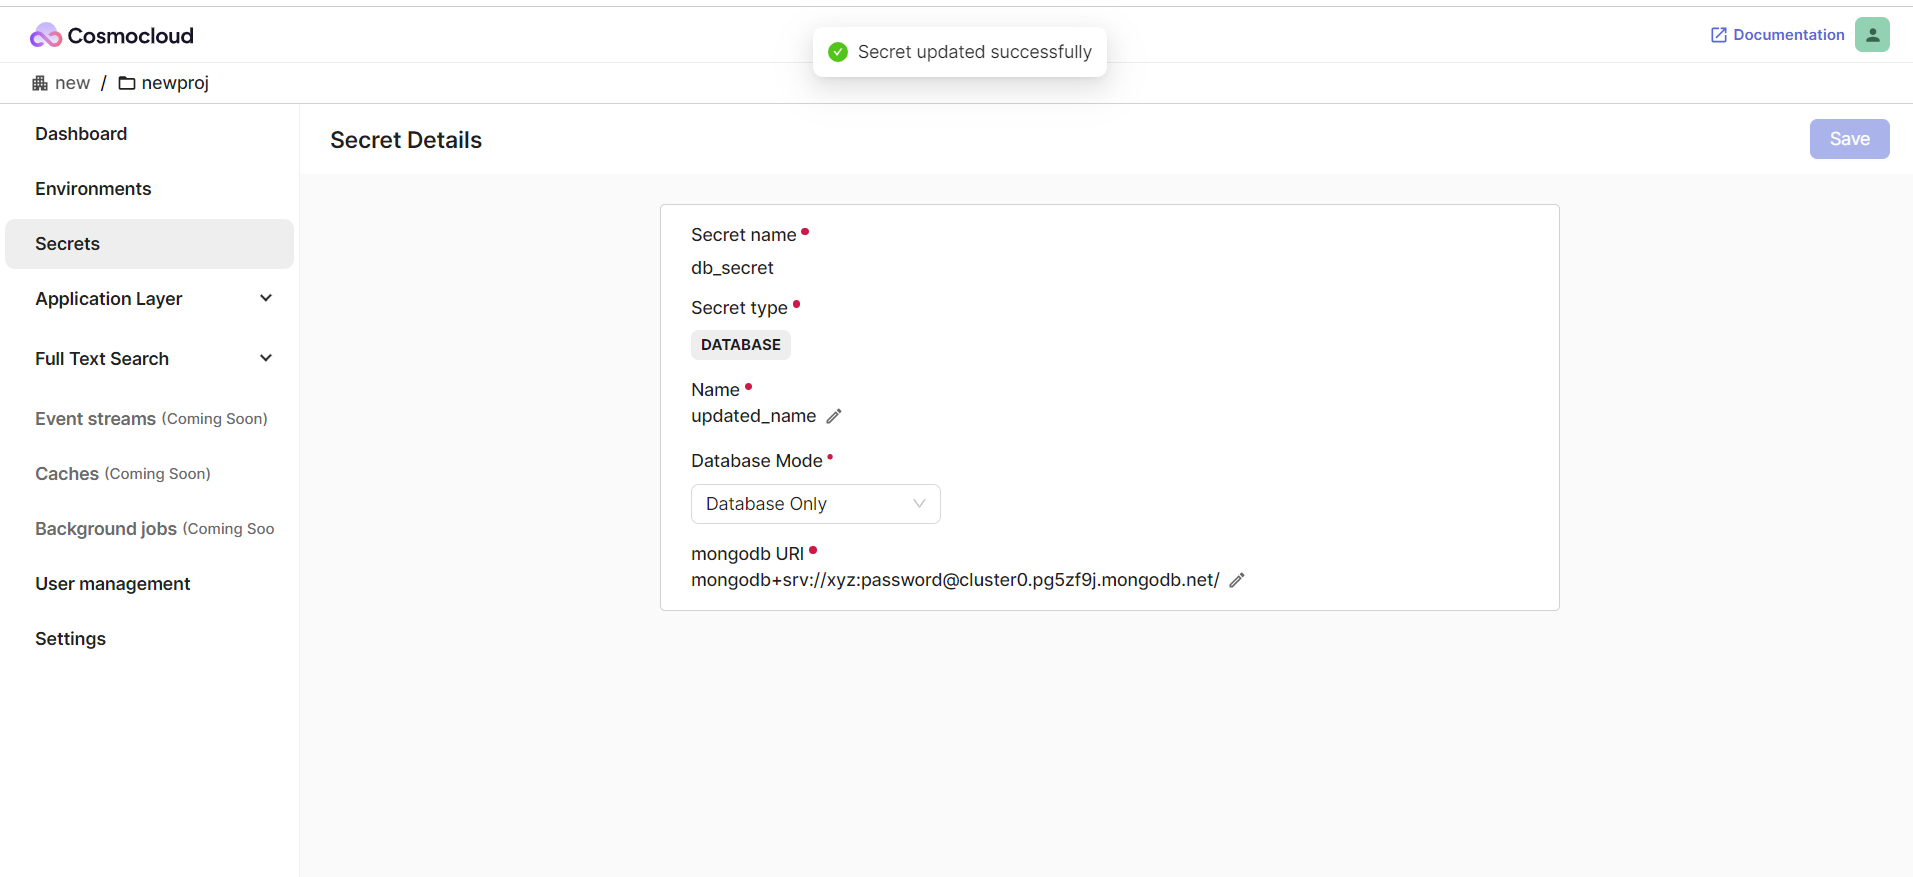 Cosmocloud
Secret updated successfully
Documentation
new / newproj
Dashboard
Environments
Secrets
Application Layer
Full Text Search
Event streams (Coming Soon)
Caches (Coming Soon)
Background jobs (Coming Soo
User management
Settings
Secret Details
Save
Secret name
db_secret
Secret type
DATABASE
Name
updated_name
Database Mode
Database Only
mongodb URI
mongodb+srv://xyz:password@cluster0.pg5zf9j.mongodb.net/